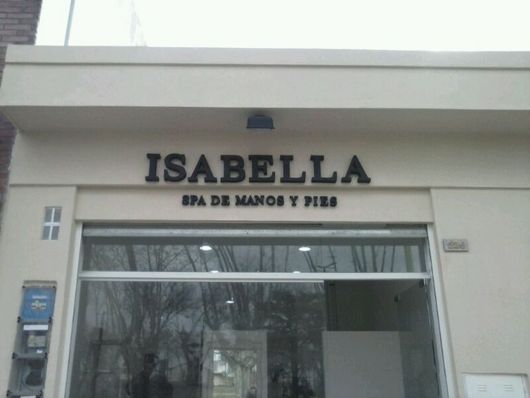 ISABELLA
SPA DE MANOS Y PIES